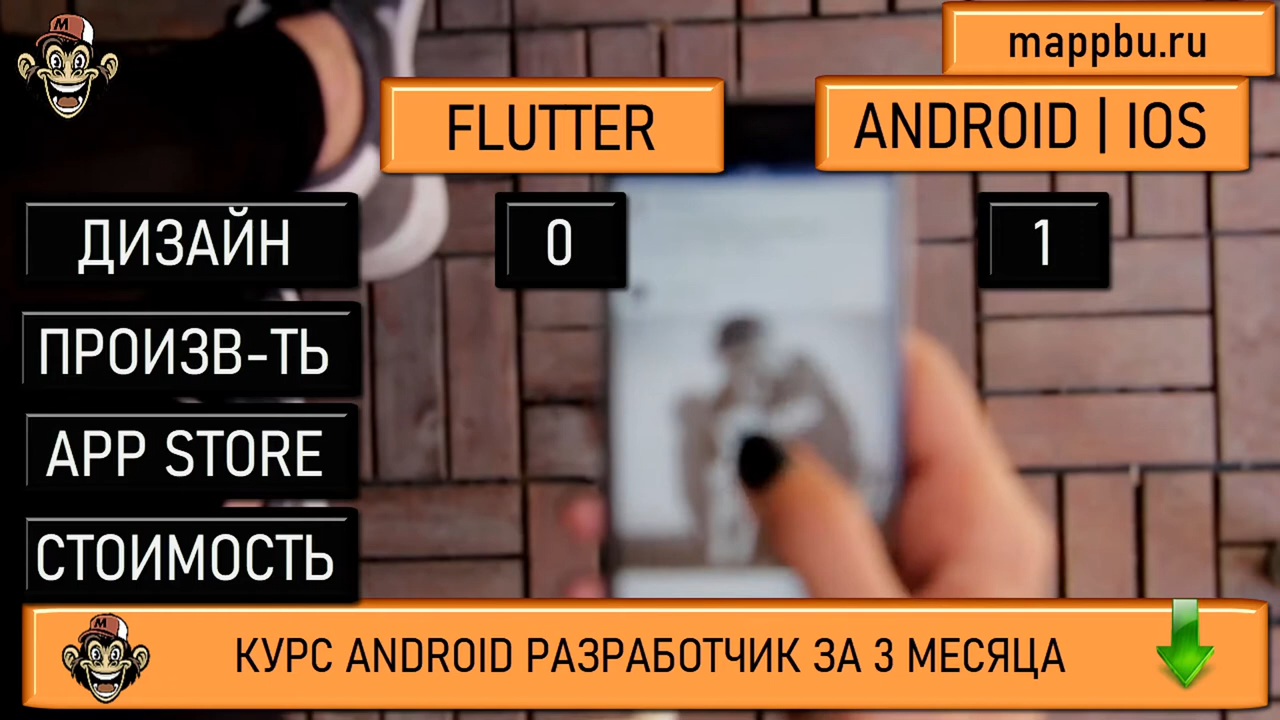 mappbu.ru
FLUTTER
ANDROID | IOS
ДИЗАЙН
0
1
ПРОИЗВ-ТЬ
APP STORE
СТОИМОСТЬ
КУРС ANDROID РАЗРАБОТЧИК ЗА 3 МЕСЯЦА
M
M